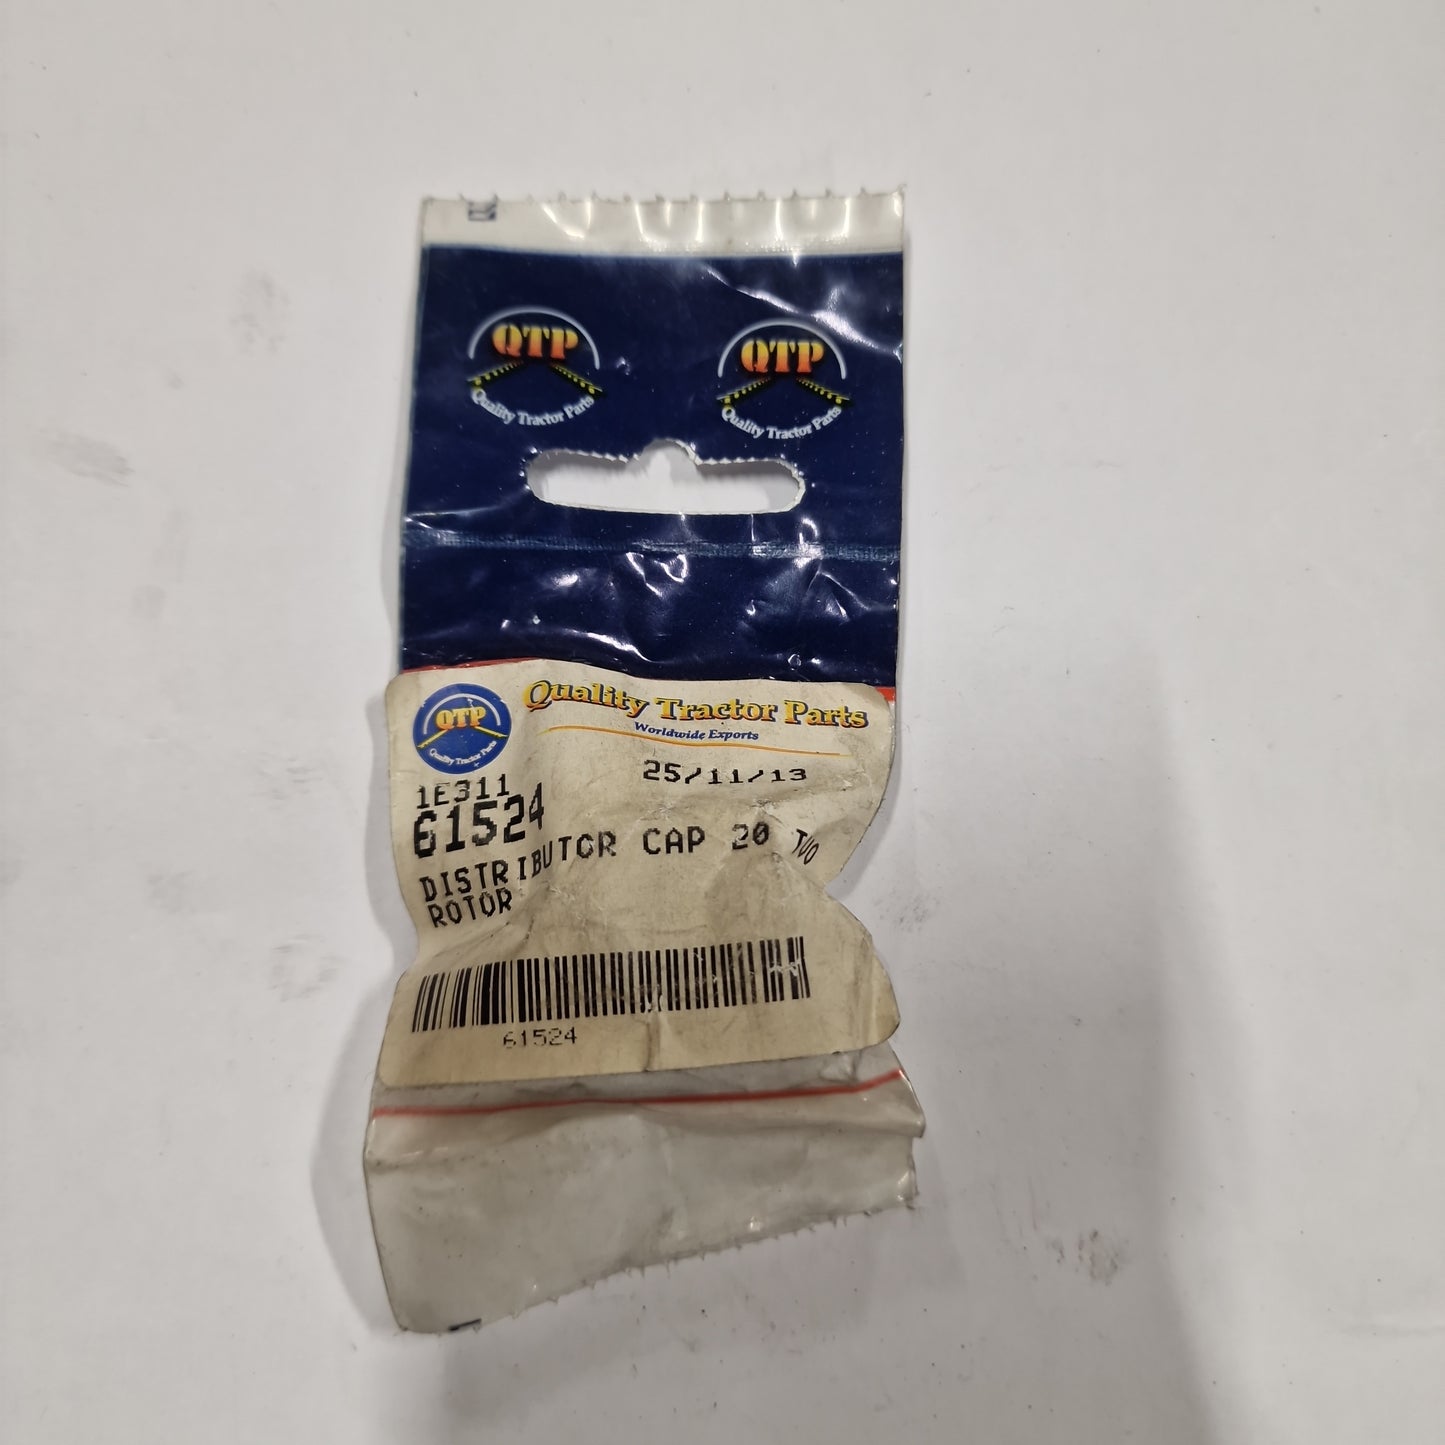 QTP
Quality Tractor Parts
QTP
Quality Tractor Parts
QTP
Quality Tractor Parts
Quality Tractor Parts
Worldwide Exports
25/11/13
1E311
61524
DISTRIBUTOR CAP 20
ROTOR
61524